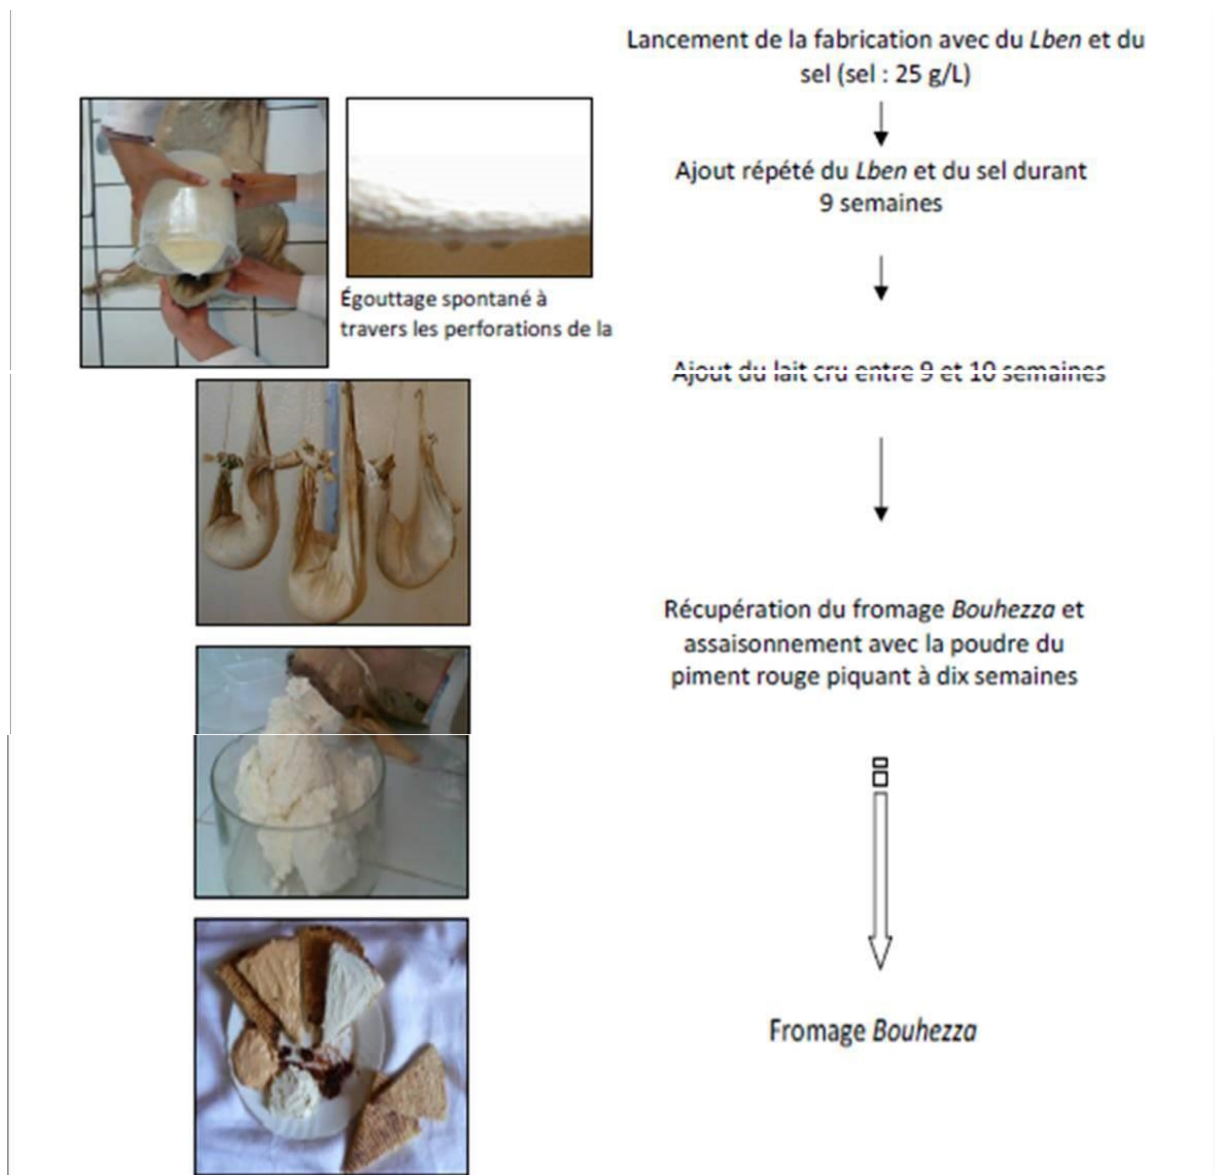 Lancement de la fabrication avec du Lben et du
sel (sel : 25 g/L)
Ajout répété du Lben et du sel durant
9 semaines
Égouttage spontané à
travers les perforations de la
Ajout du lait cru entre 9 et 10 semaines
Récupération du fromage Bouhezza et
assaisonnement avec la poudre du
piment rouge piquant à dix semaines
Fromage Bouhezza